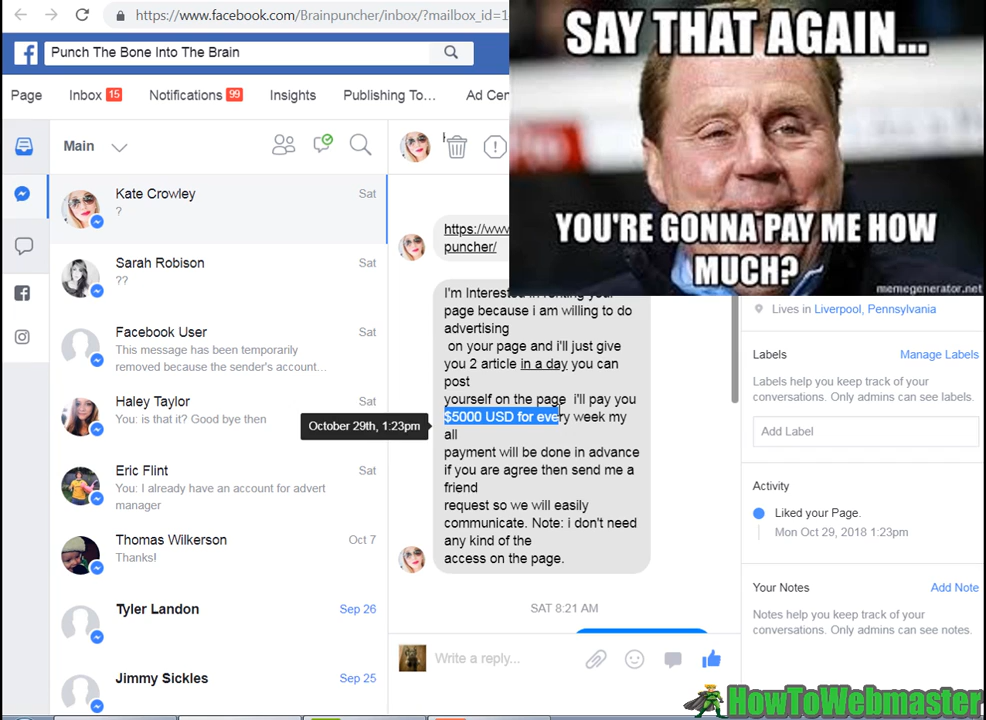 https://www.facebook.com/Brainpuncher/inbox/?mailbox_id=1
Punch The Bone Into The Brain
Page Inbox 15 Notifications 99 Insights Publishing To... Ad Cen
SAY THAT AGAIN...
YOU'RE GONNA PAY ME HOW
MUCH?
memegenerator.net
Main
Kate Crowley Sat
?
Sarah Robison Sat
??
Facebook User Sat
This message has been temporarily
removed because the sender's account...
Haley Taylor Sat
You: is that it? Good bye then
Eric Flint Sat
You: I already have an account for advert
manager
Thomas Wilkerson Oct 7
Thanks!
Tyler Landon Sep 26
Jimmy Sickles Sep 25
https://www
puncher/
I'm Interested in renting your
page because i am willing to do
advertising
on your page and i'll just give
you 2 article in a day you can
post
yourself on the page i'll pay you
$5000 USD for every week my
all
payment will be done in advance
if you are agree then send me a
friend
request so we will easily
communicate. Note: i don't need
any kind of the
access on the page.
October 29th, 1:23pm
SAT 8:21 AM
Write a reply...
Lives in Liverpool, Pennsylvania
Labels Manage Labels
Labels help you keep track of your
conversations. Only admins can see labels.
Add Label
Activity
Liked your Page.
Mon Oct 29, 2018 1:23pm
Your Notes Add Note
Notes help you keep track of your
conversations. Only admins can see notes.
HowToWebmaster